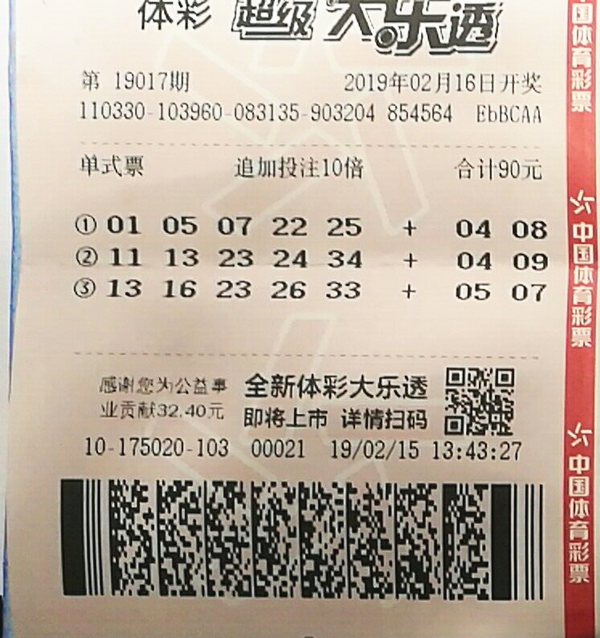 体彩 超级大乐透
第 19017期 2019年02月16日开奖
110330-103960-083135-903204 854564 EbBCAA
单式票 追加投注10倍 合计90元
① 01 05 07 22 25 + 04 08
② 11 13 23 24 34 + 04 09
③ 13 16 23 26 33 + 05 07
感谢您为公益事
业贡献32.40元
全新体彩大乐透
即将上市 详情扫码
10-175020-103 00021 19/02/15 13:43:27
中国体育彩票
中国体育彩票
中国体育彩票